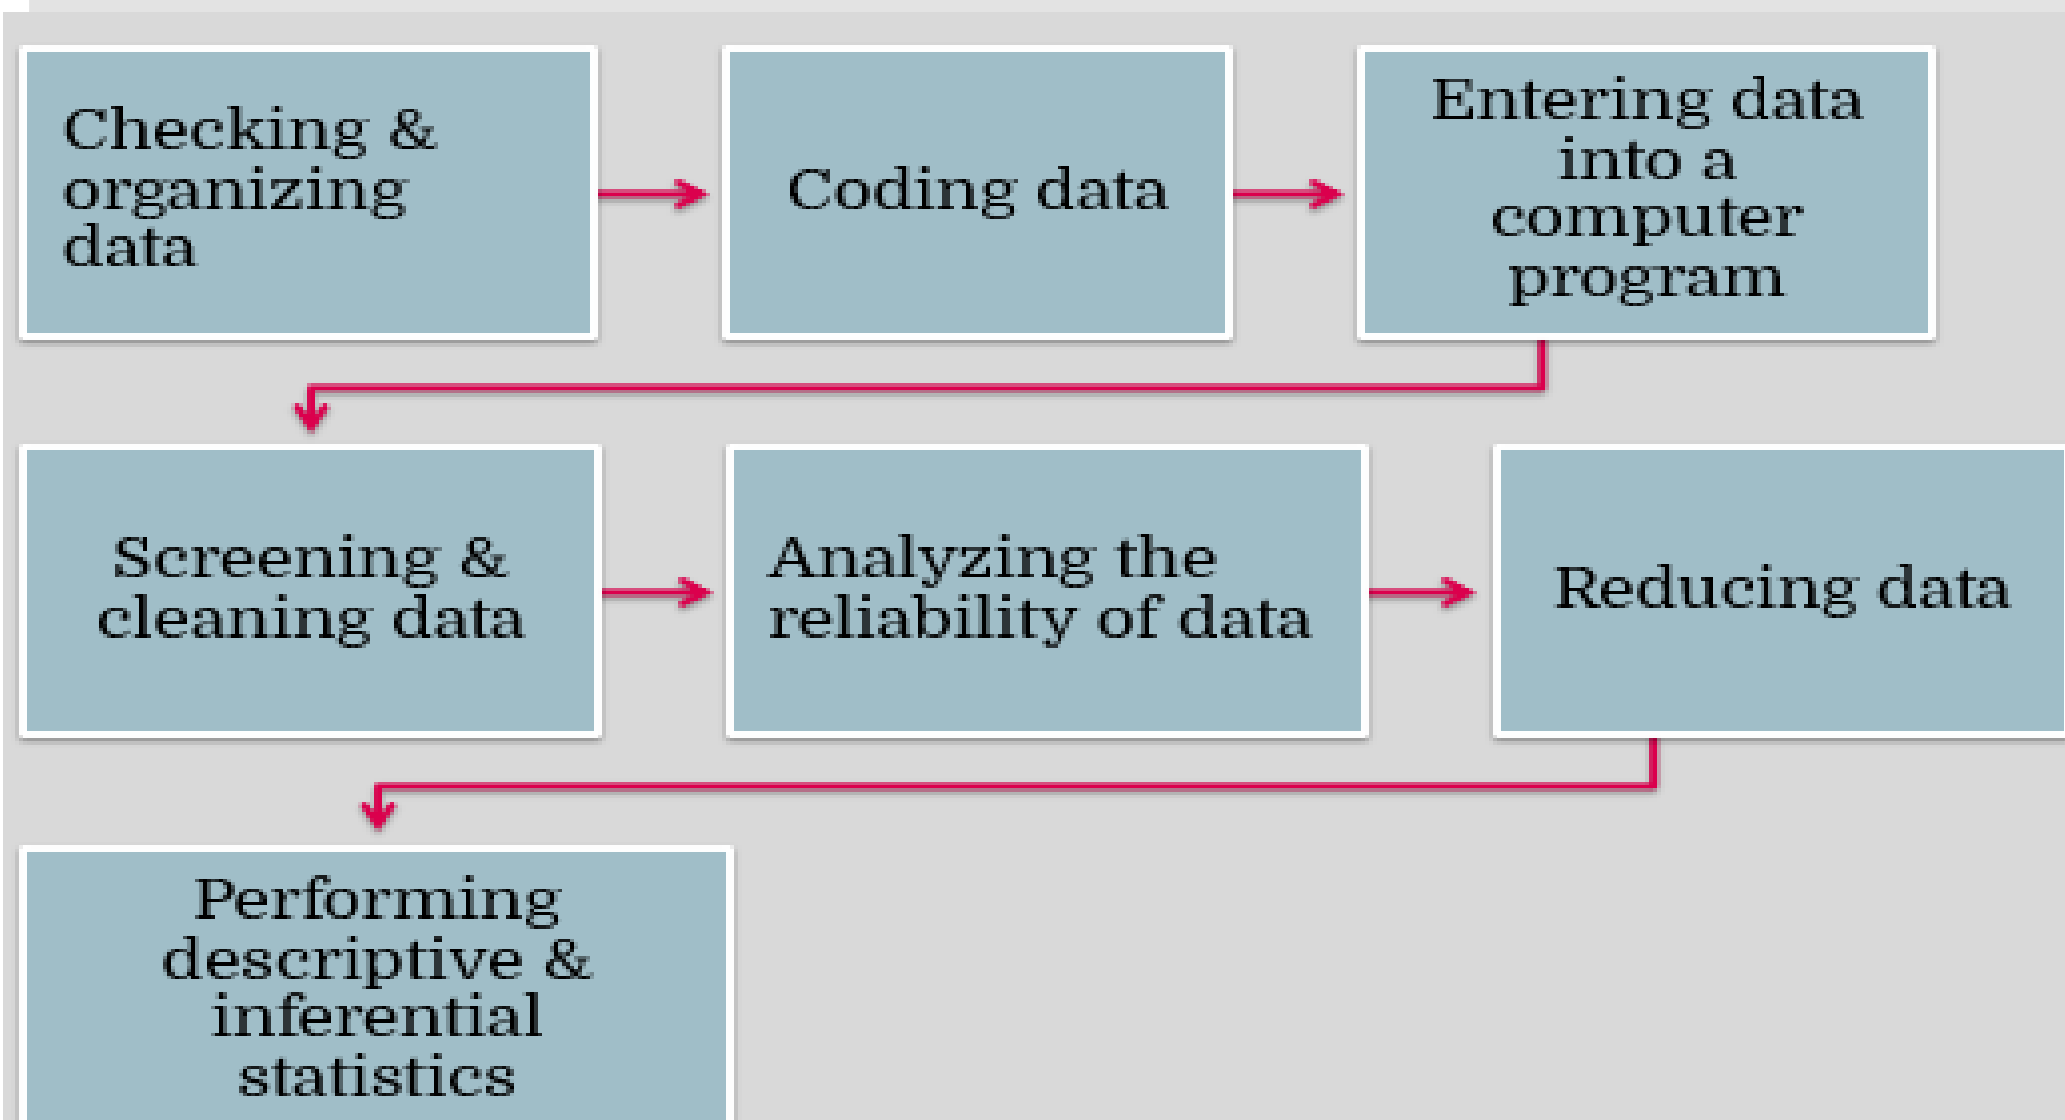 Checking &
organizing
data
Coding data
Entering data
into a
computer
program
Screening &
cleaning data
Analyzing the
reliability of data
Reducing data
Performing
descriptive &
inferential
statistics